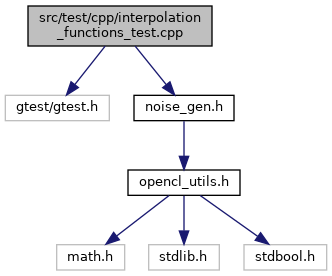 src/test/cpp/interpolation
_functions_test.cpp
gtest/gtest.h
noise_gen.h
opencl_utils.h
math.h
stdlib.h
stdbool.h